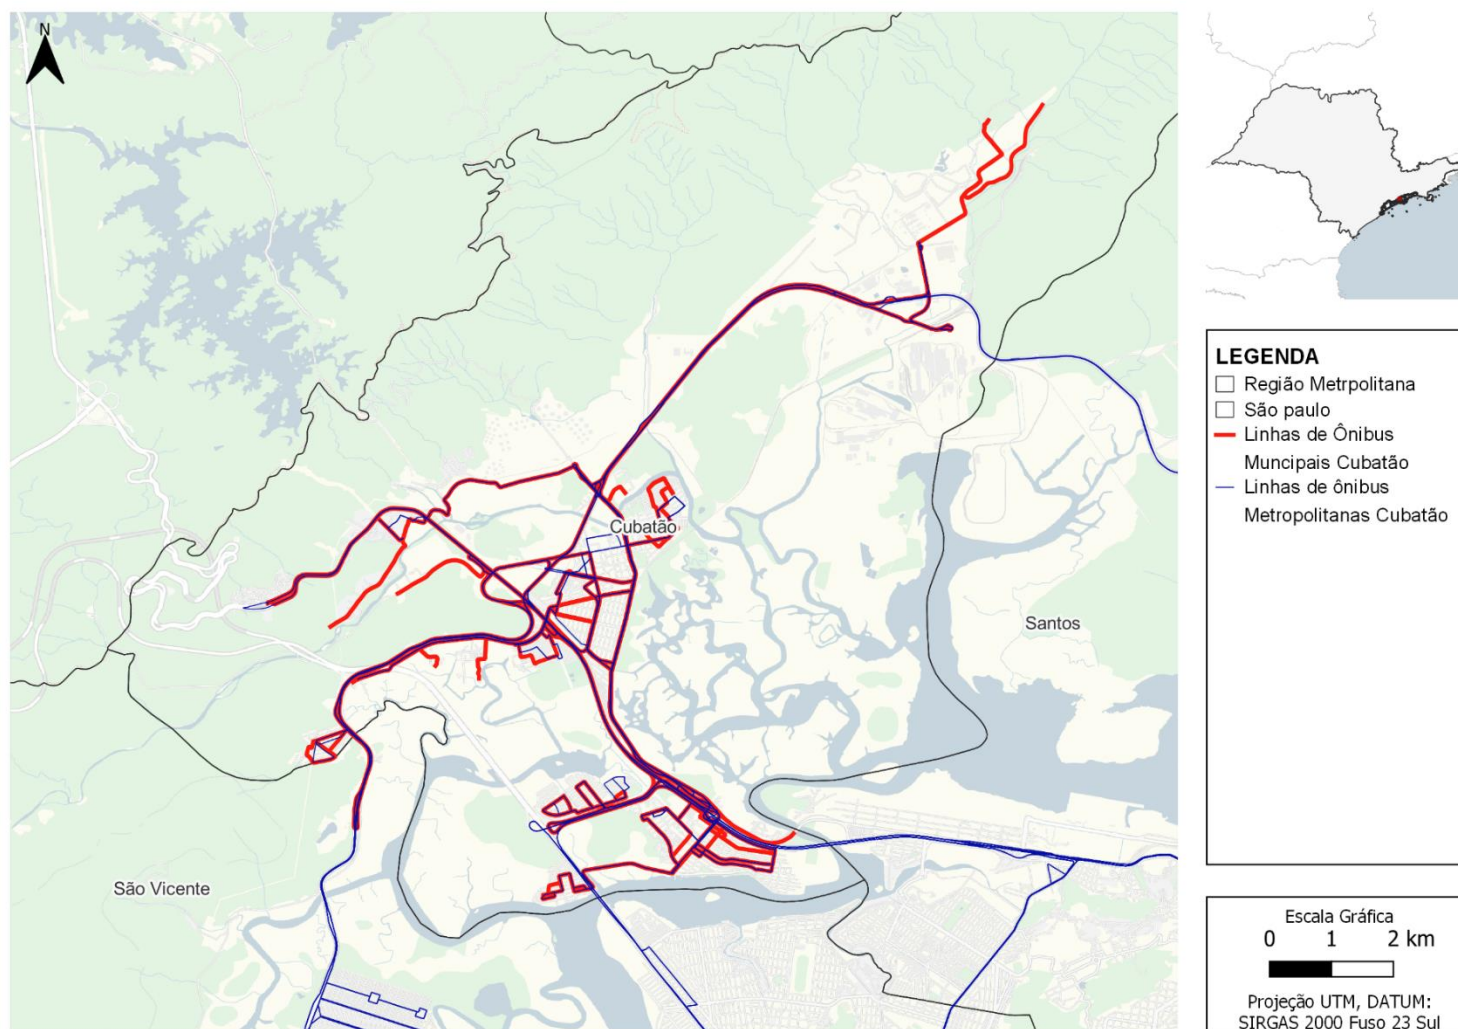 N
Cubatão
Santos
São Vicente
LEGENDA
Região Metrpolitana
São paulo
Linhas de Ônibus
Muncipais Cubatão
Linhas de ônibus
Metropolitanas Cubatão
Escala Gráfica
0 1 2 km
Projeção UTM, DATUM:
SIRGAS 2000 Fuso 23 Sul